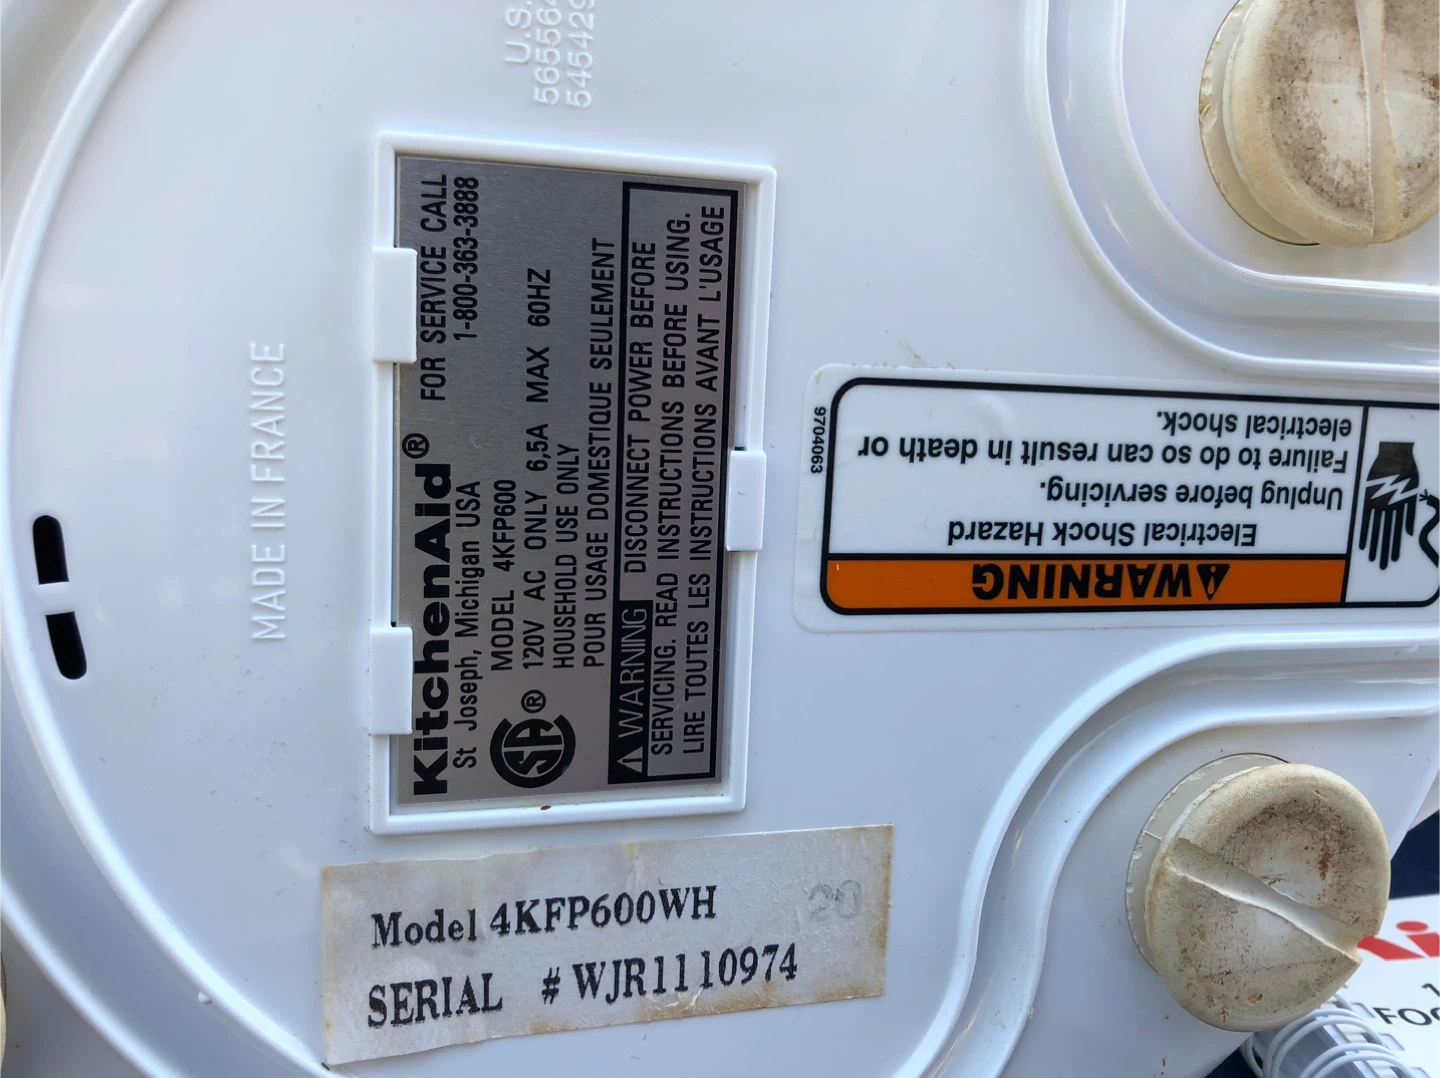 U.S.
MADE IN FRANCE
KitchenAid® FOR SERVICE CALL
St Joseph, Michigan USA 1-800-363-3888
MODEL 4KFP600
120V AC ONLY 6,5A MAX 60HZ
HOUSEHOLD USE ONLY
POUR USAGE DOMESTIQUE SEULEMENT
SA®
⚠WARNING DISCONNECT POWER BEFORE
SERVICING. READ INSTRUCTIONS BEFORE USING.
LIRE TOUTES LES INSTRUCTIONS AVANT L'USAGE
⚠WARNING
Electrical Shock Hazard
Unplug before servicing.
Failure to do so can result in death or
electrical shock.
9704063
Model 4KFP600WH
20
SERIAL # WJR1110974